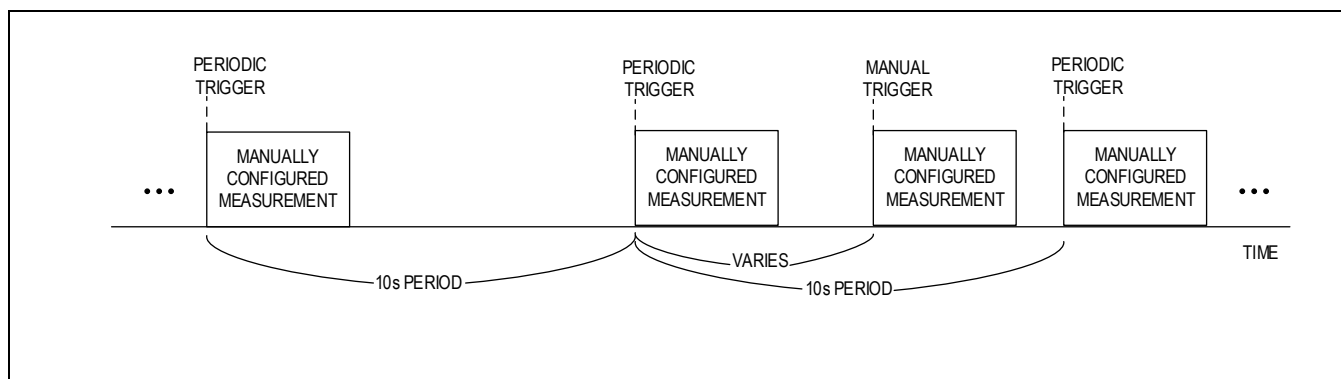 PERIODIC
TRIGGER
PERIODIC
TRIGGER
MANUAL
TRIGGER
PERIODIC
TRIGGER
MANUALLY
CONFIGURED
MEASUREMENT
MANUALLY
CONFIGURED
MEASUREMENT
MANUALLY
CONFIGURED
MEASUREMENT
MANUALLY
CONFIGURED
MEASUREMENT
...
...
TIME
VARIES
10s PERIOD
10s PERIOD